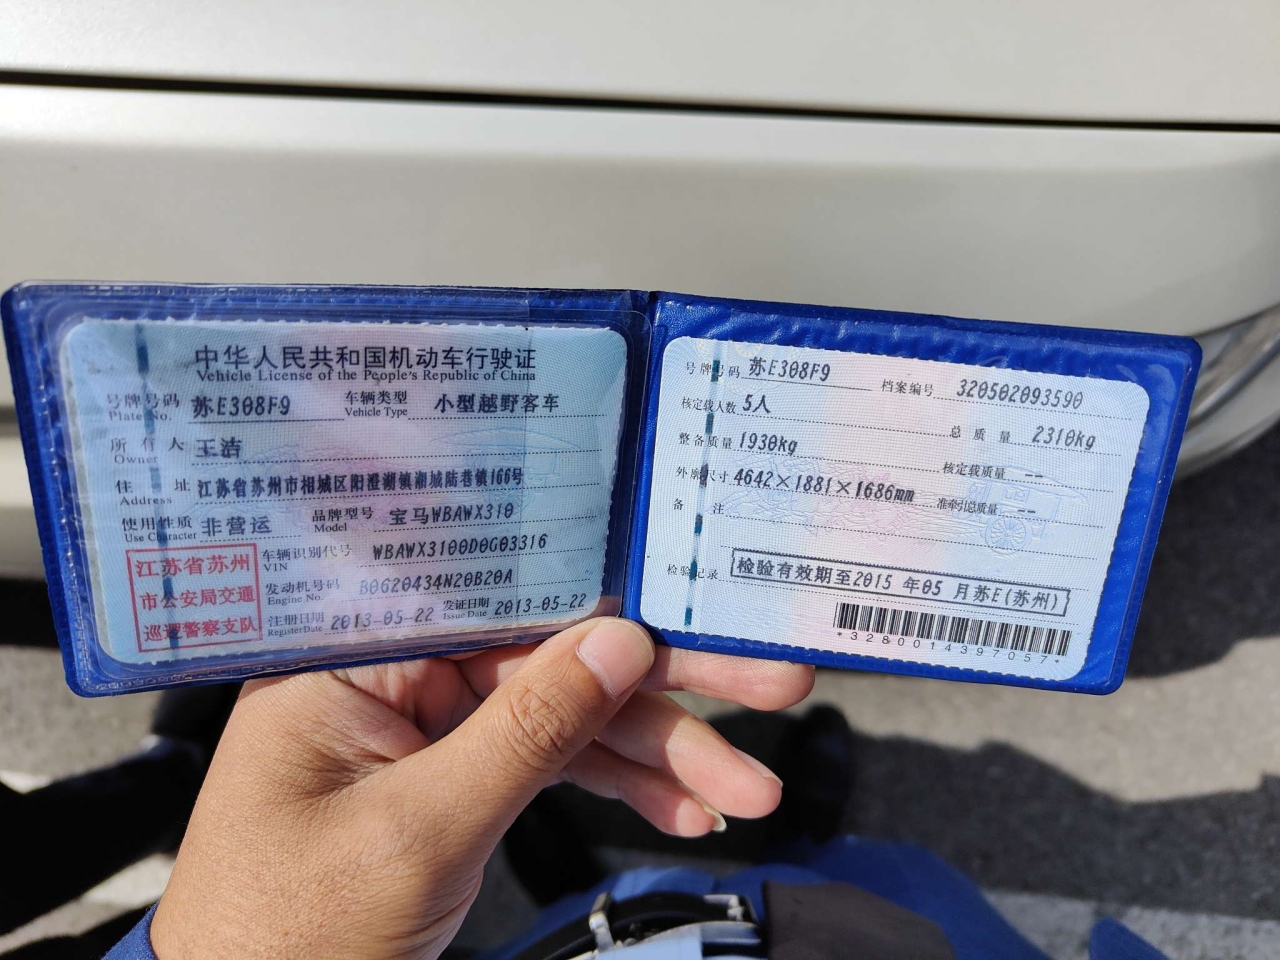 中华人民共和国机动车行驶证
Vehicle License of the People's Republic of China
号牌号码 苏E308F9 车辆类型 小型越野客车
Plate No. Vehicle Type
所有人 王洁
Owner
住址 江苏省苏州市相城区阳澄湖镇湘城陆巷镇166号
Address
使用性质 非营运 品牌型号 宝马WBAWX310
Use Character Model
江苏省苏州
市公安局交通
巡逻警察支队
车辆识别代号 WBAWX3100D0G03316
VIN
发动机号码 B0620434N20B20A
Engine No.
注册日期 2013-05-22 发证日期 2013-05-22
Register Date Issue Date
号牌号码 苏E308F9 档案编号 320502093590
核定载人数 5人 总质量 2310kg
整备质量 1930kg 核定载质量 --
外廓尺寸 4642×1881×1686mm 准牵引总质量 --
备注
检验记录 检验有效期至2015年05月苏E(苏州)
*3280014397057*